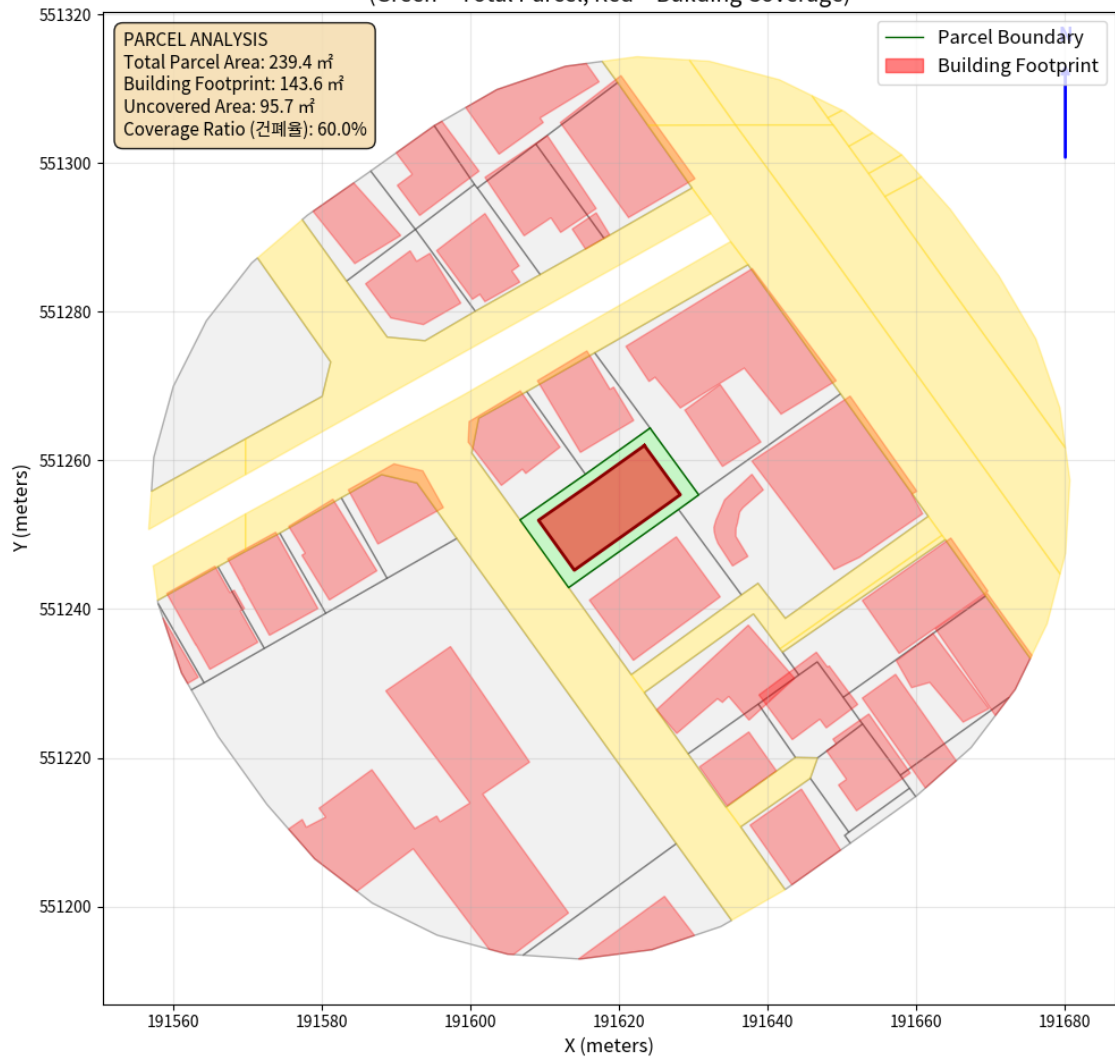 (Green = Total Parcel, Red = Building Coverage)
PARCEL ANALYSIS
Total Parcel Area: 239.4 ㎡
Building Footprint: 143.6 ㎡
Uncovered Area: 95.7 ㎡
Coverage Ratio (건폐율): 60.0%
Parcel Boundary
Building Footprint
N
551320
551300
551280
551260
551240
551220
551200
Y (meters)
191560
191580
191600
191620
191640
191660
191680
X (meters)